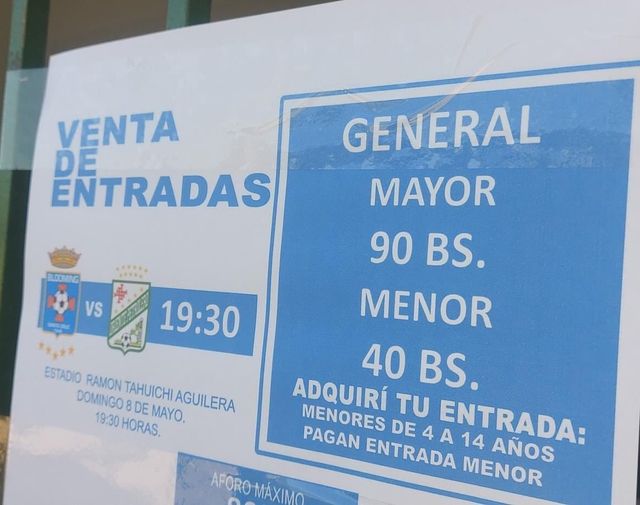 VENTA
DE
ENTRADAS
BLOOMING
VS
19:30
ESTADIO RAMON TAHUICHI AGUILERA
DOMINGO 8 DE MAYO.
19:30 HORAS.
GENERAL
MAYOR
90 BS.
MENOR
40 BS.
ADQUIRÍ TU ENTRADA:
MENORES DE 4 A 14 AÑOS
PAGAN ENTRADA MENOR
AFORO MÁXIMO